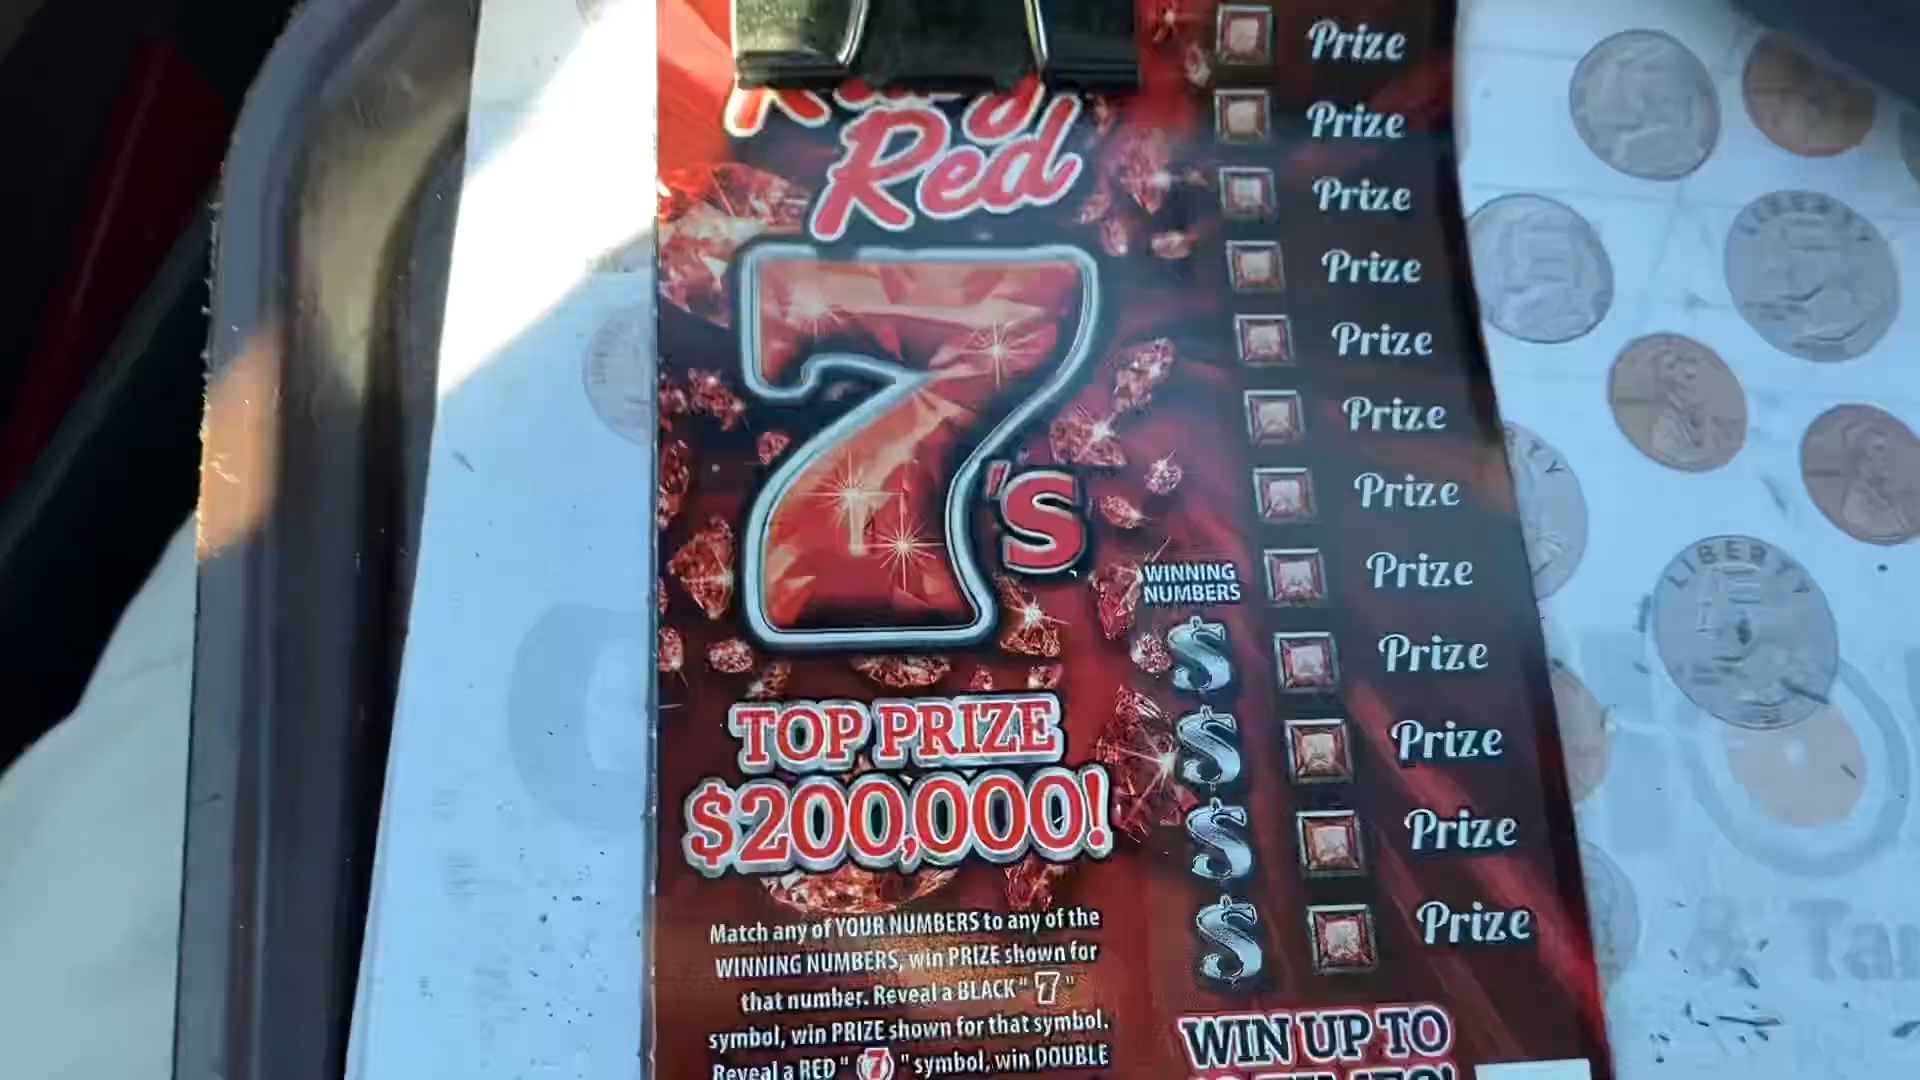 Red
7's
TOP PRIZE
$200,000!
Match any of YOUR NUMBERS to any of the
WINNING NUMBERS, win PRIZE shown for
that number. Reveal a BLACK " 7 "
symbol, win PRIZE shown for that symbol.
Reveal a RED " 7 " symbol, win DOUBLE
WINNING
NUMBERS
$
$
$
$
Prize
Prize
Prize
Prize
Prize
Prize
Prize
Prize
Prize
Prize
Prize
Prize
WIN UP TO
LIBERTY
LIBERTY
&